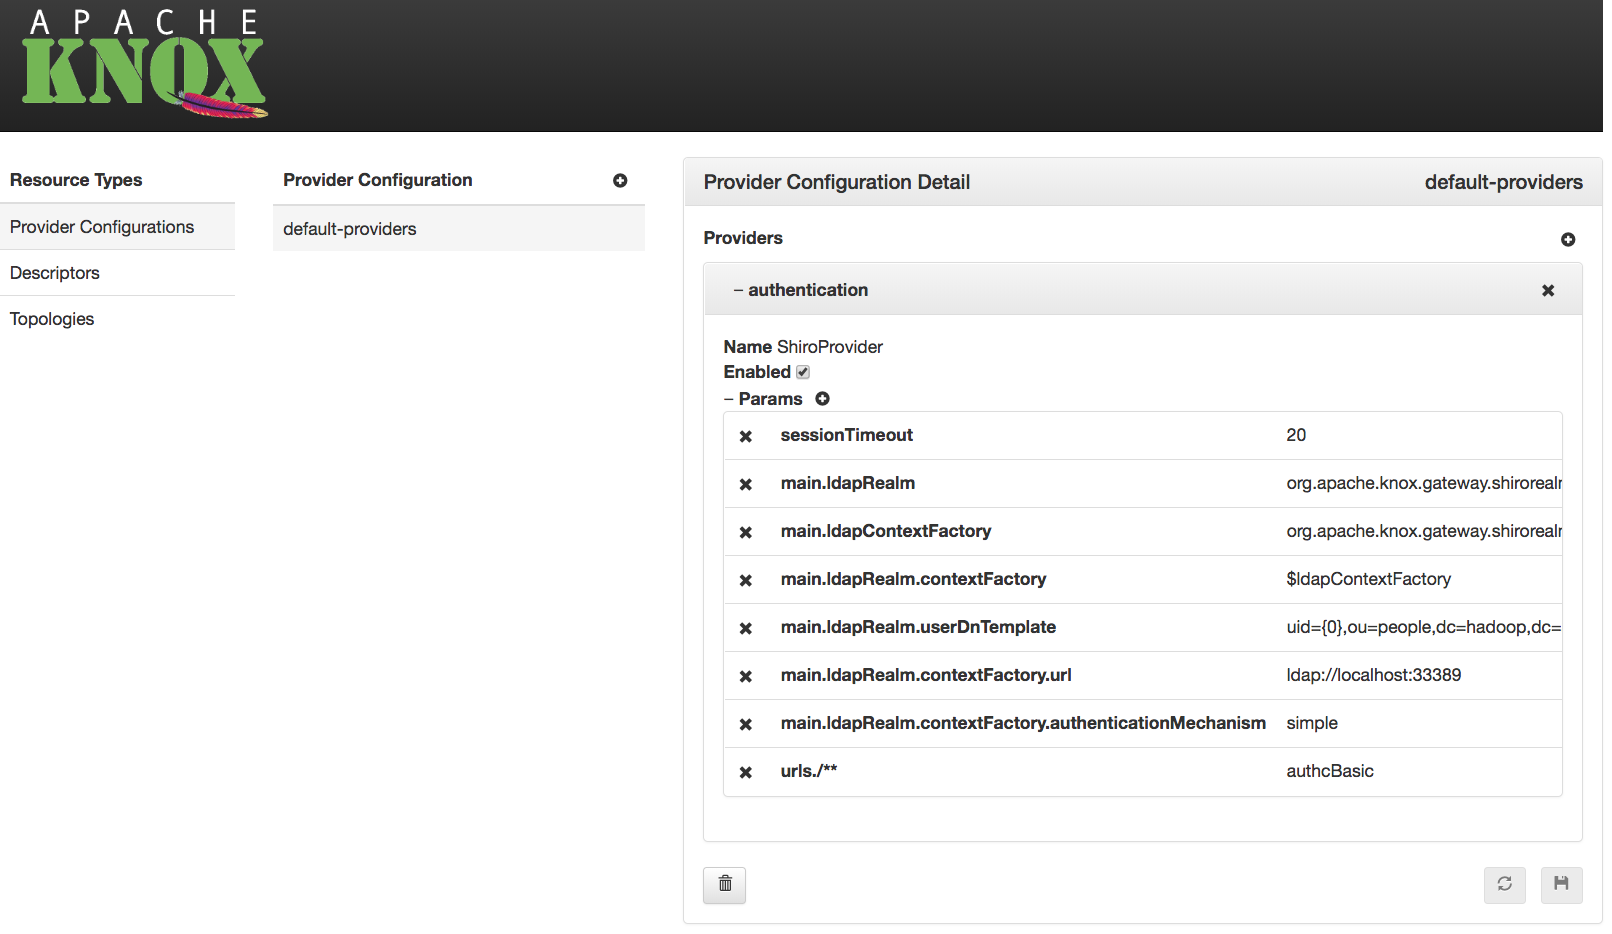 APACHE
KNOX
Resource Types
Provider Configurations
Descriptors
Topologies
Provider Configuration
default-providers
Provider Configuration Detail default-providers
Providers
– authentication
Name ShiroProvider
Enabled
– Params
sessionTimeout 20
main.ldapRealm org.apache.knox.gateway.shirorealm
main.ldapContextFactory org.apache.knox.gateway.shirorealm
main.ldapRealm.contextFactory $ldapContextFactory
main.ldapRealm.userDnTemplate uid={0},ou=people,dc=hadoop,dc=
main.ldapRealm.contextFactory.url ldap://localhost:33389
main.ldapRealm.contextFactory.authenticationMechanism simple
urls./** authcBasic